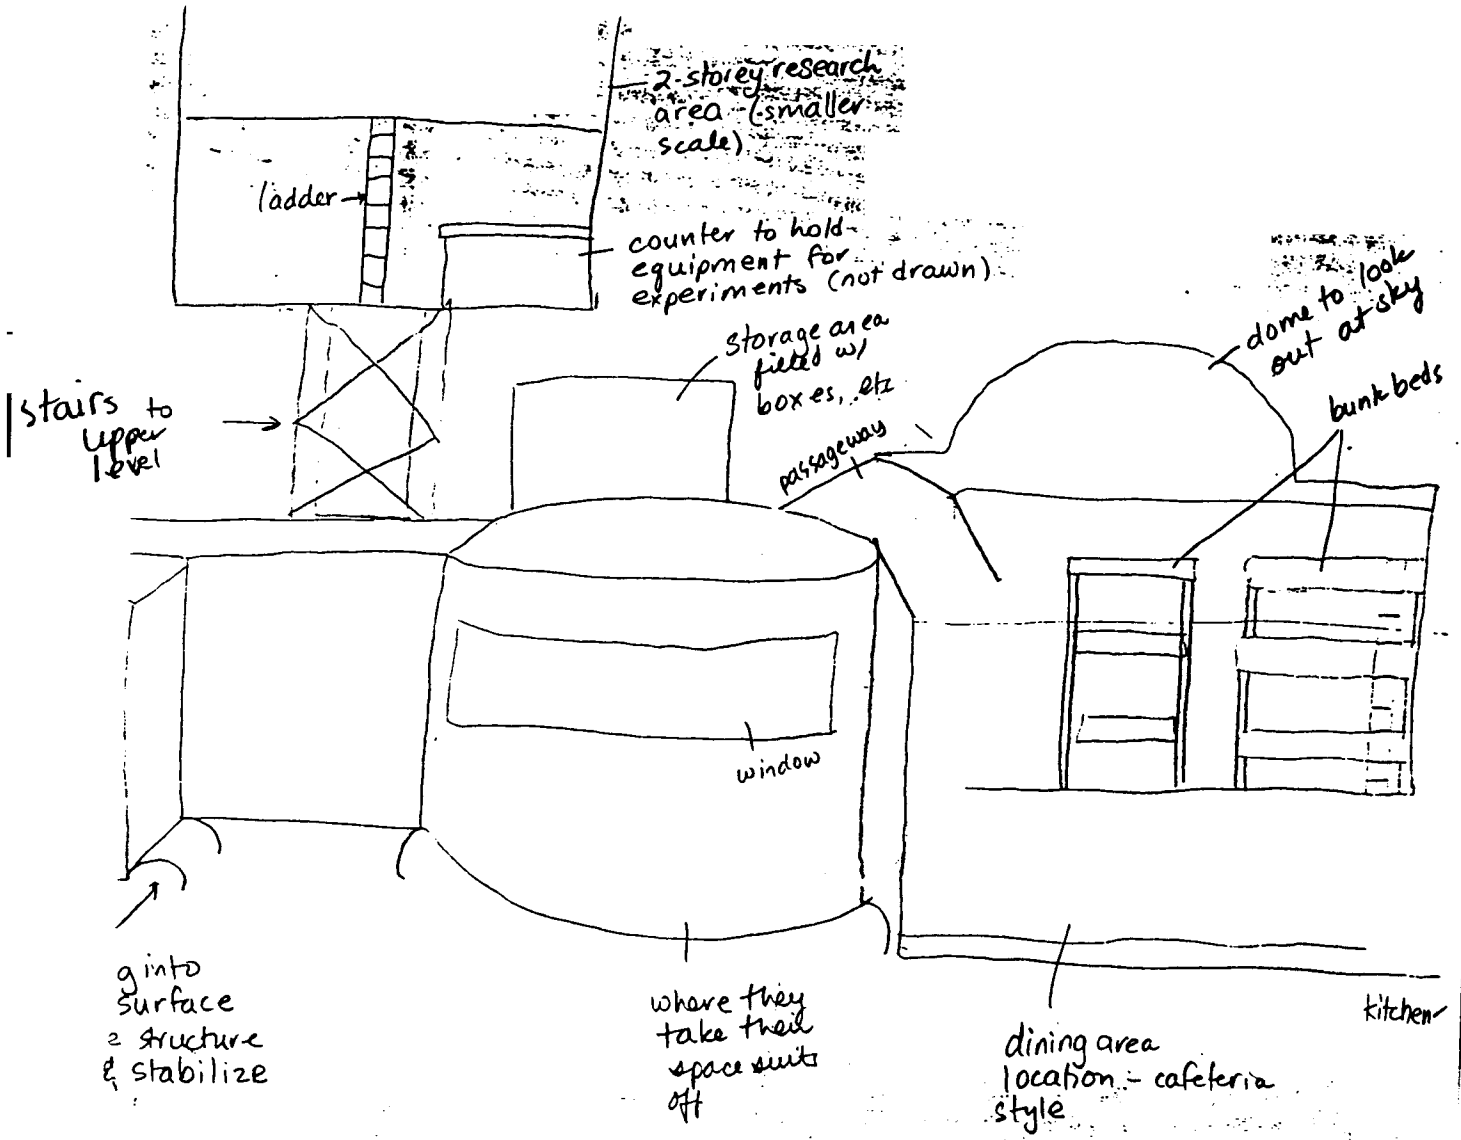 2-storey research
area (smaller
scale)
ladder
counter to hold
equipment for
experiments (not drawn)
storage area
filled w/
boxes, etc
dome to look
out at sky
bunk beds
stairs to
upper
level
passageway
window
g into
surface
structure
& stabilize
where they
take their
space suits
off
kitchen
dining area
location - cafeteria
style